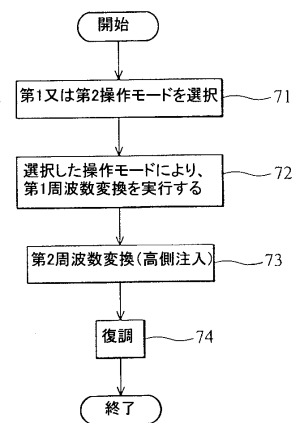 開始
第1又は第2操作モードを選択
71
選択した操作モードにより、
第1周波数変換を実行する
72
第2周波数変換(高側注入)
73
復調
74
終了